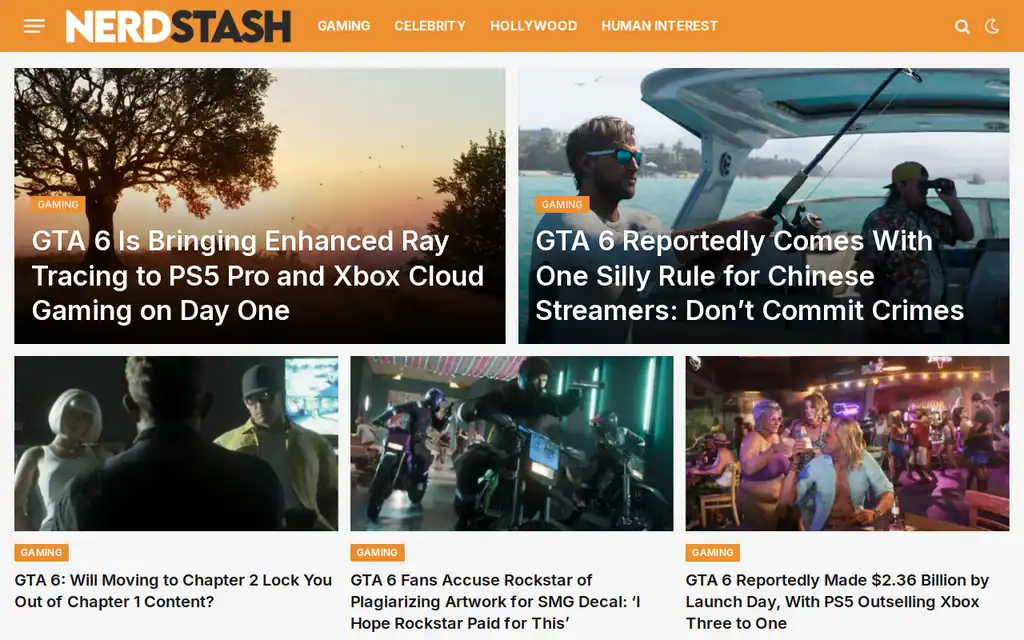 NERDSTASH
GAMING
CELEBRITY
HOLLYWOOD
HUMAN INTEREST
GAMING
GTA 6 Is Bringing Enhanced Ray
Tracing to PS5 Pro and Xbox Cloud
Gaming on Day One
GAMING
GTA 6 Reportedly Comes With
One Silly Rule for Chinese
Streamers: Don’t Commit Crimes
GAMING
GTA 6: Will Moving to Chapter 2 Lock You
Out of Chapter 1 Content?
GAMING
GTA 6 Fans Accuse Rockstar of
Plagiarizing Artwork for SMG Decal: ‘I
Hope Rockstar Paid for This’
GAMING
GTA 6 Reportedly Made $2.36 Billion by
Launch Day, With PS5 Outselling Xbox
Three to One